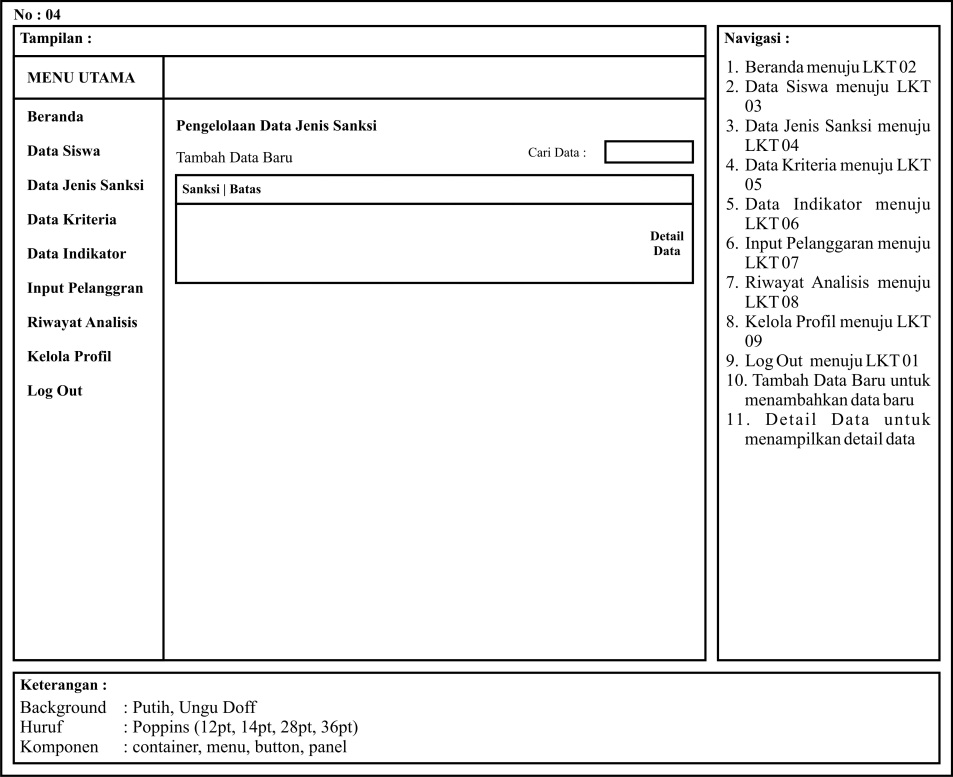 No : 04
Tampilan :
MENU UTAMA
Beranda
Data Siswa
Data Jenis Sanksi
Data Kriteria
Data Indikator
Input Pelanggran
Riwayat Analisis
Kelola Profil
Log Out
Pengelolaan Data Jenis Sanksi
Tambah Data Baru
Cari Data :
Sanksi | Batas
Detail
Data
Navigasi :
1. Beranda menuju LKT 02
2. Data Siswa menuju LKT
03
3. Data Jenis Sanksi menuju
LKT 04
4. Data Kriteria menuju LKT
05
5. Data Indikator menuju
LKT 06
6. Input Pelanggaran menuju
LKT 07
7. Riwayat Analisis menuju
LKT 08
8. Kelola Profil menuju LKT
09
9. Log Out menuju LKT 01
10. Tambah Data Baru untuk
menambahkan data baru
11. Detail Data untuk
menampilkan detail data
Keterangan :
Background : Putih, Ungu Doff
Huruf : Poppins (12pt, 14pt, 28pt, 36pt)
Komponen : container, menu, button, panel